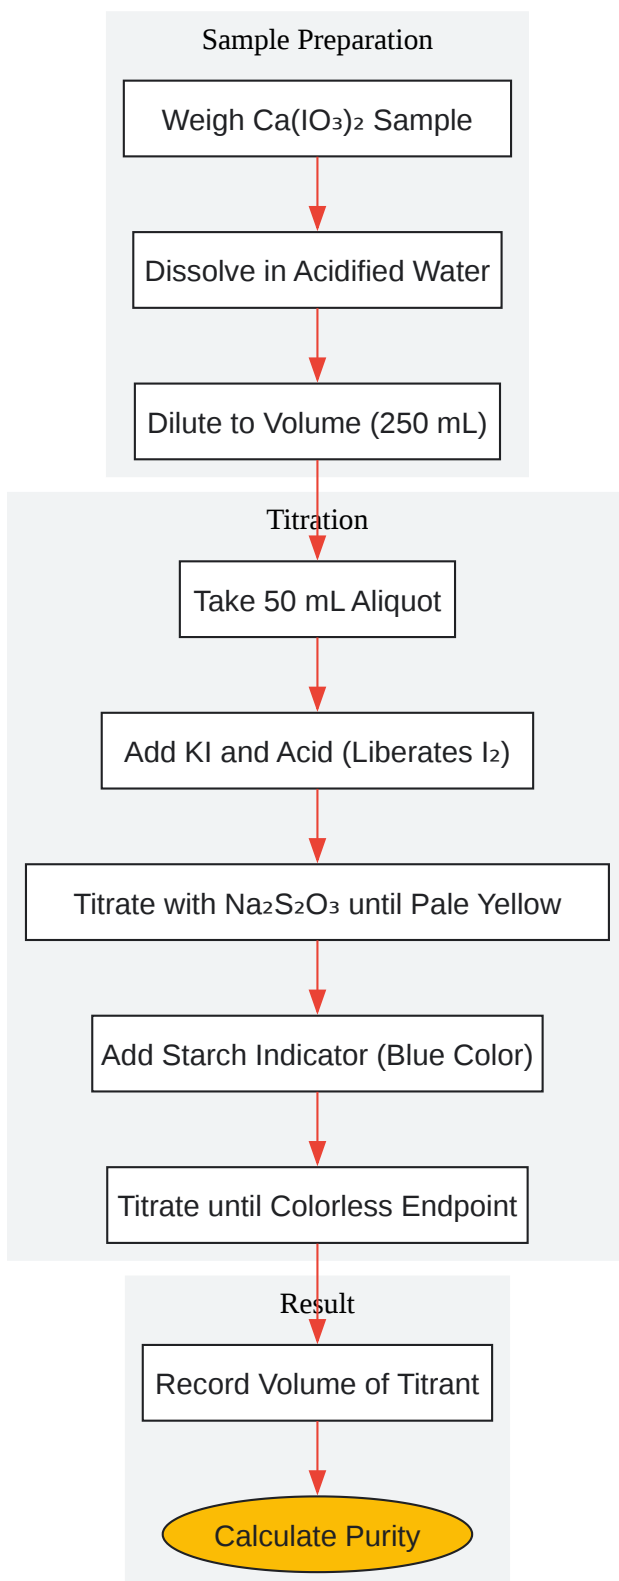 Sample Preparation
Weigh Ca(IO₃)₂ Sample
Dissolve in Acidified Water
Dilute to Volume (250 mL)
Titration
Take 50 mL Aliquot
Add KI and Acid (Liberates I₂)
Titrate with Na₂S₂O₃ until Pale Yellow
Add Starch Indicator (Blue Color)
Titrate until Colorless Endpoint
Result
Record Volume of Titrant
Calculate Purity